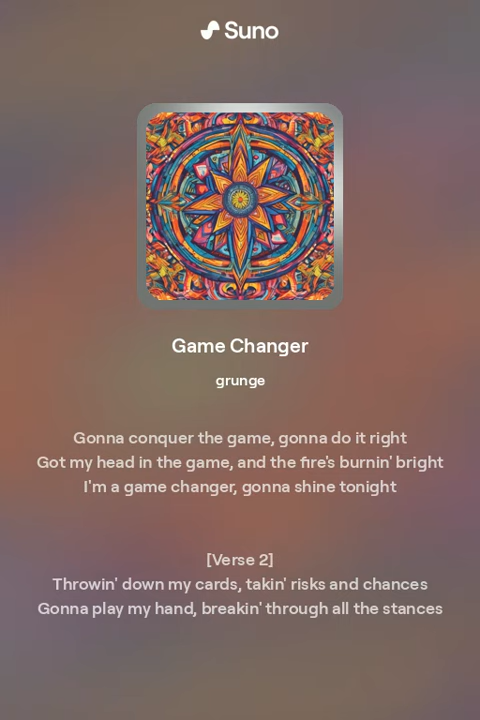 Suno
Game Changer
grunge
Gonna conquer the game, gonna do it right
Got my head in the game, and the fire's burnin' bright
I'm a game changer, gonna shine tonight
[Verse 2]
Throwin' down my cards, takin' risks and chances
Gonna play my hand, breakin' through all the stances